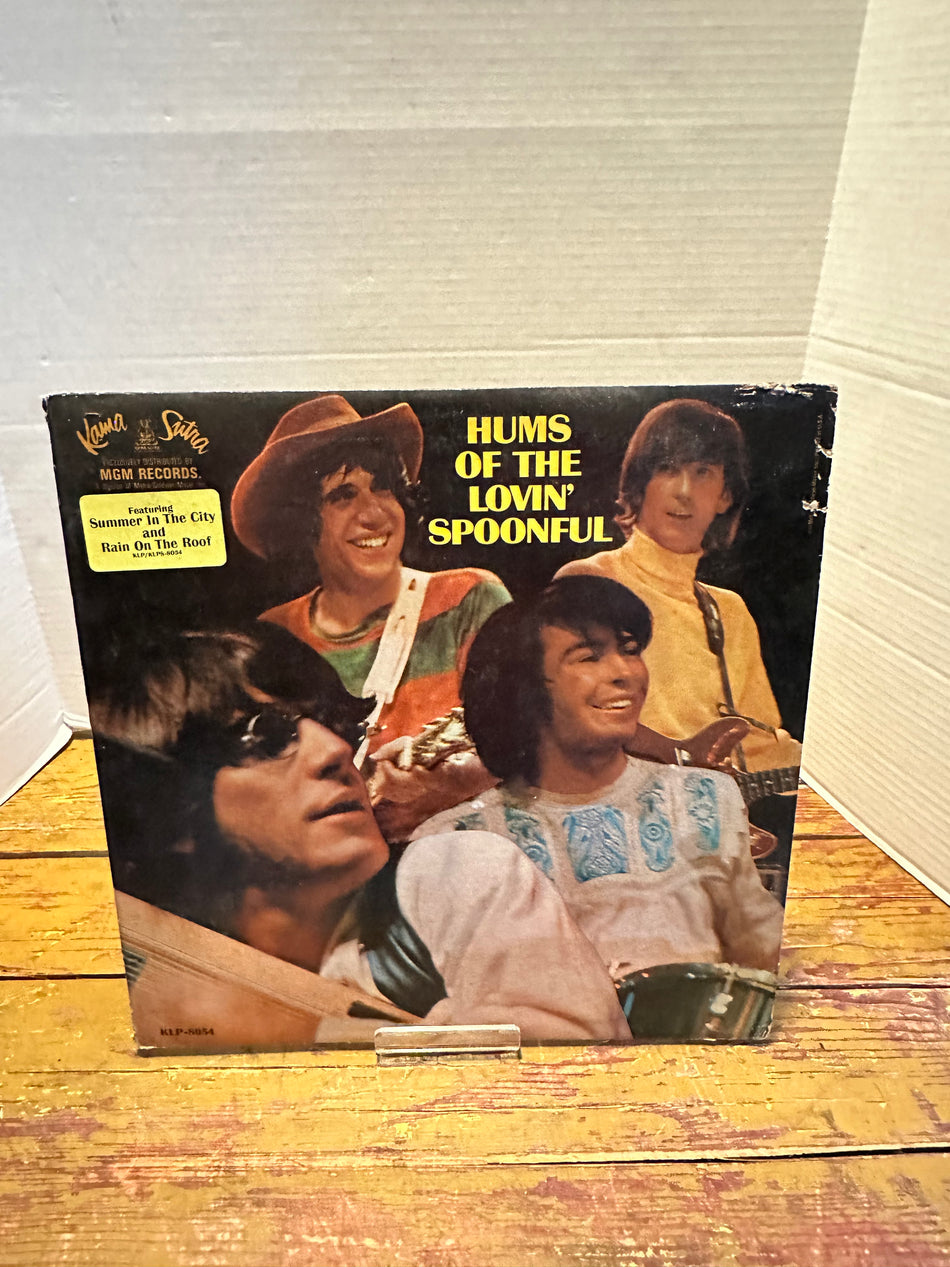 Kama Sutra
EXCLUSIVELY DISTRIBUTED BY
MGM RECORDS.
Featuring
Summer In The City
and
Rain On The Roof
KLP/KLPS-8054
HUMS
OF THE
LOVIN'
SPOONFUL
KLP-8054